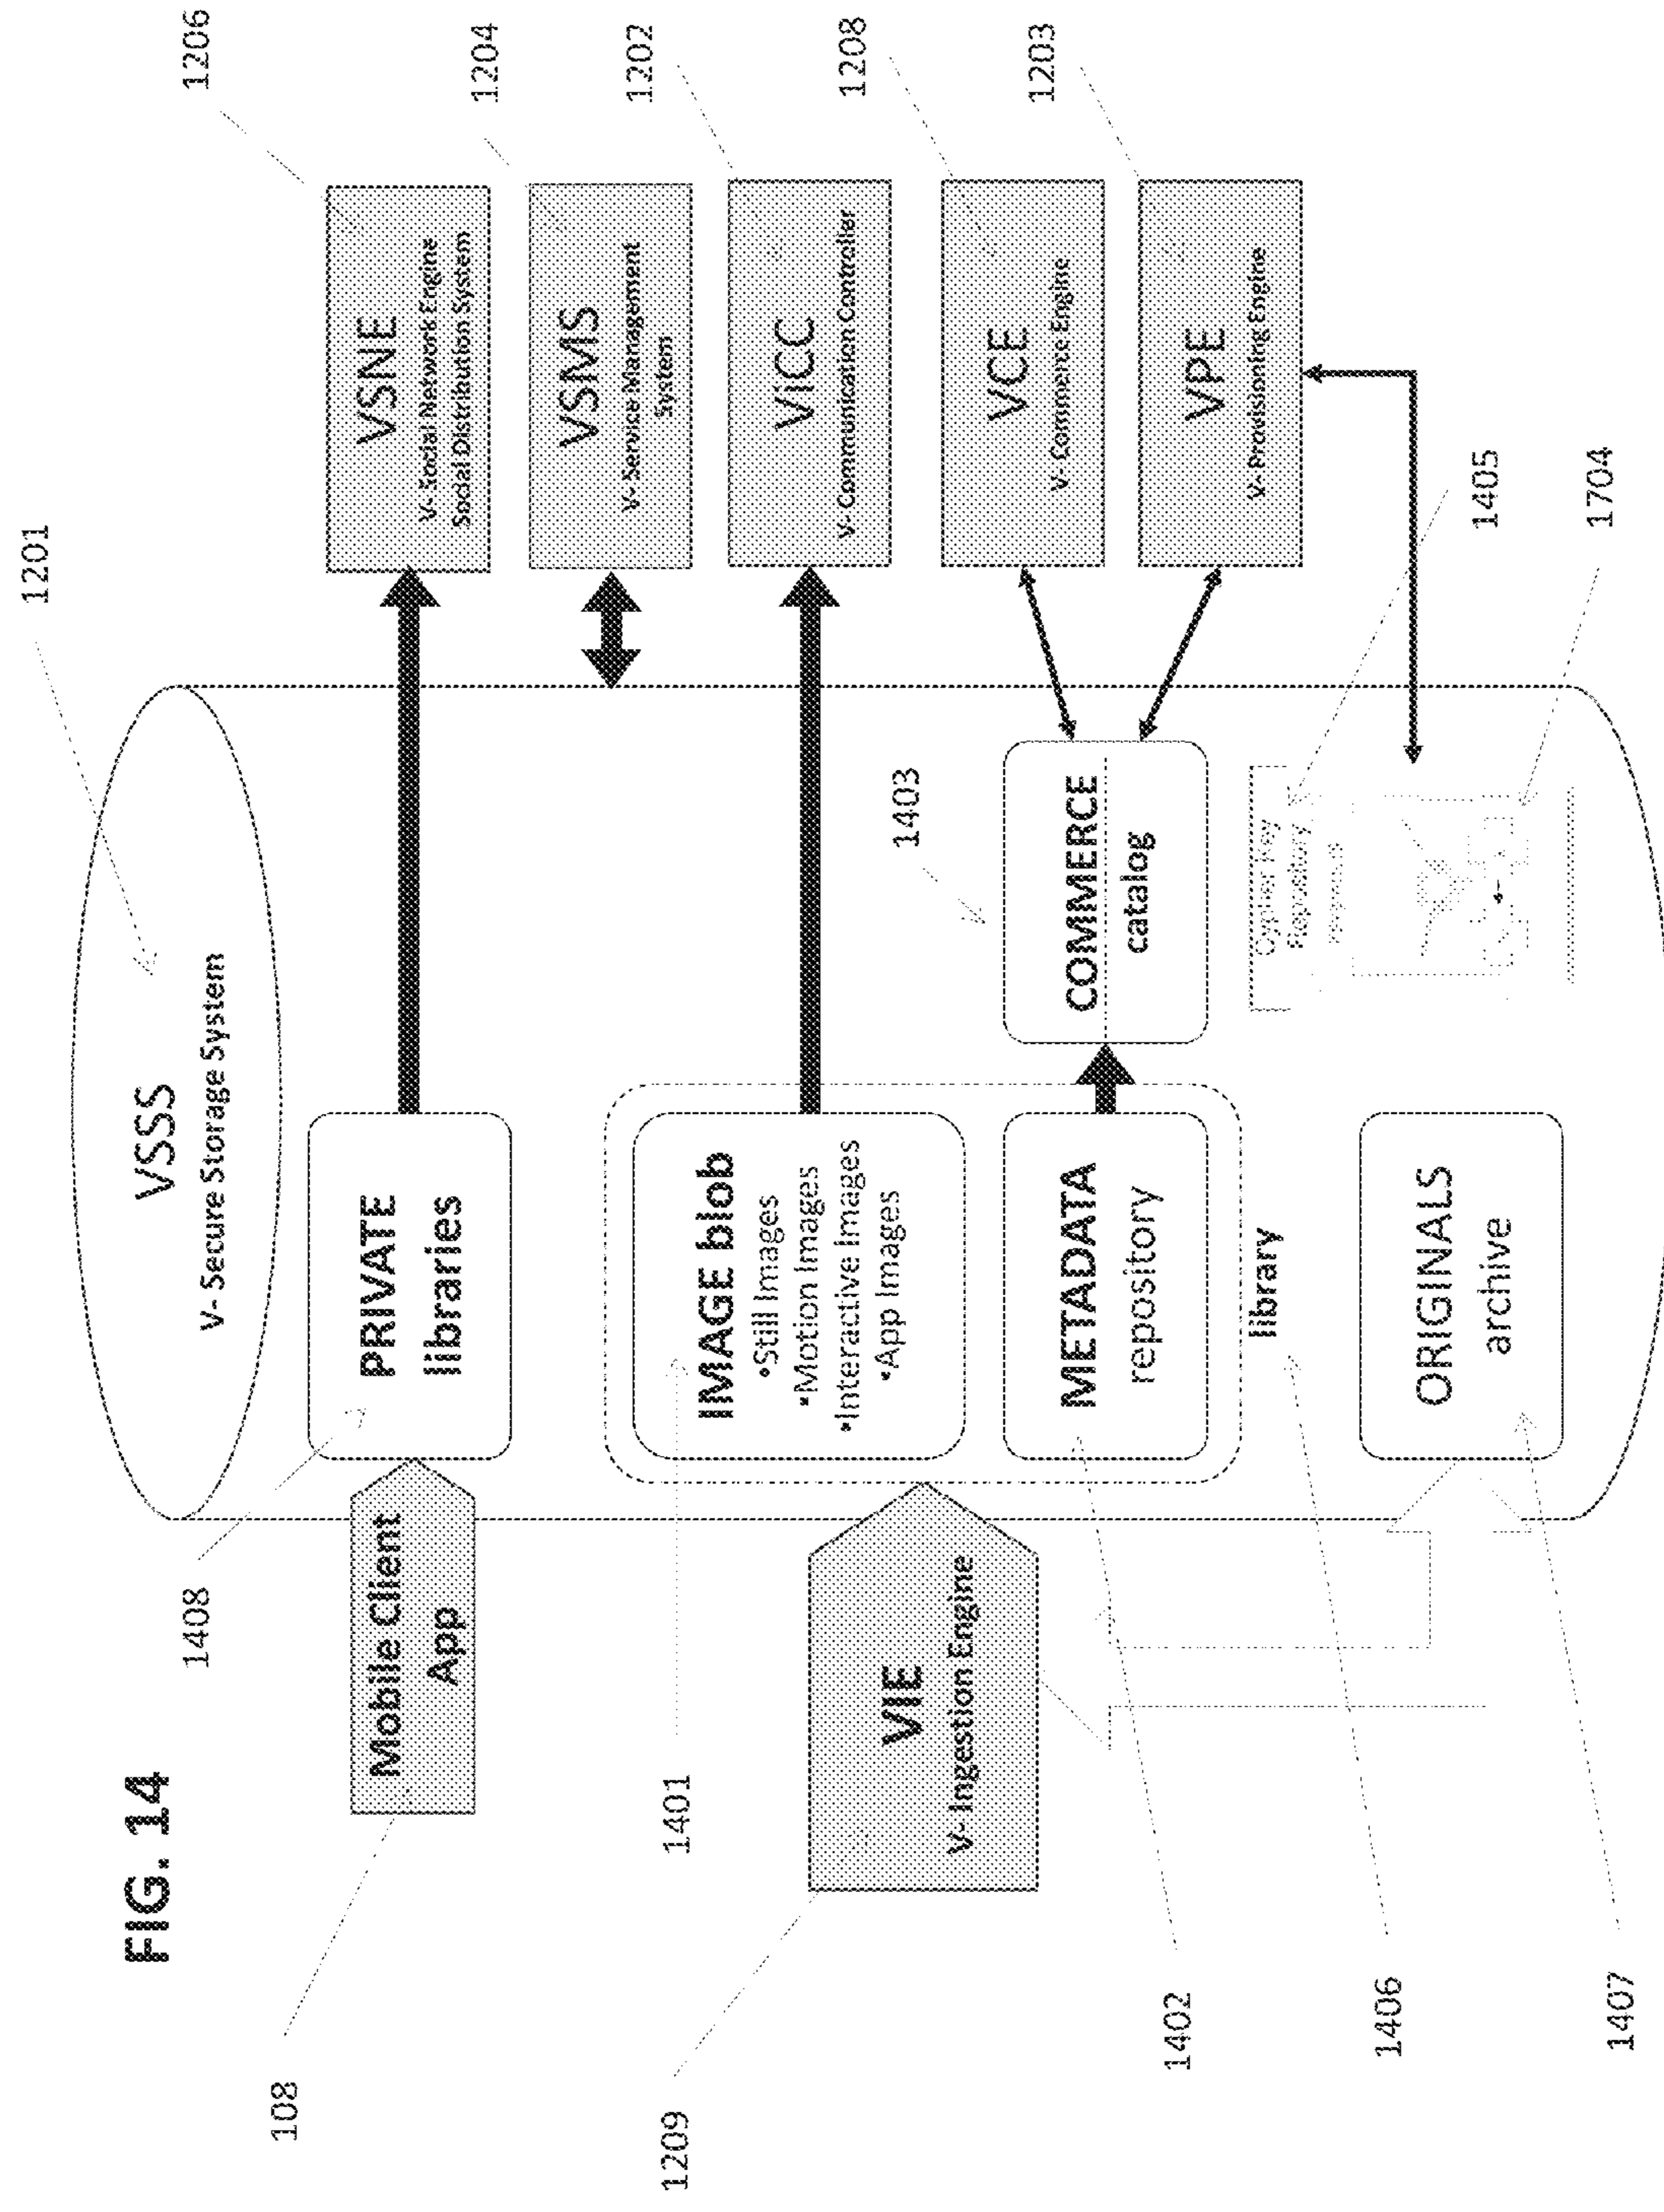 FIG. 14
1201
VSSS
V- Secure Storage System
108
Mobile Client
App
1408
PRIVATE
libraries
VSNE
V- Social Network Engine
Social Distribution System
1206
VSMS
V- Service Management
System
1204
1401
IMAGE blob
•Still Images
•Motion Images
•Interactive Images
•App Images
ViCC
V- Communication Controller
1202
1209
VIE
V- Ingestion Engine
1402
METADATA
repository
1403
COMMERCE
catalog
VCE
V- Commerce Engine
1208
VPE
V- Provisioning Engine
1203
1406
library
Cypher Key
Repository
1405
1704
1407
ORIGINALS
archive